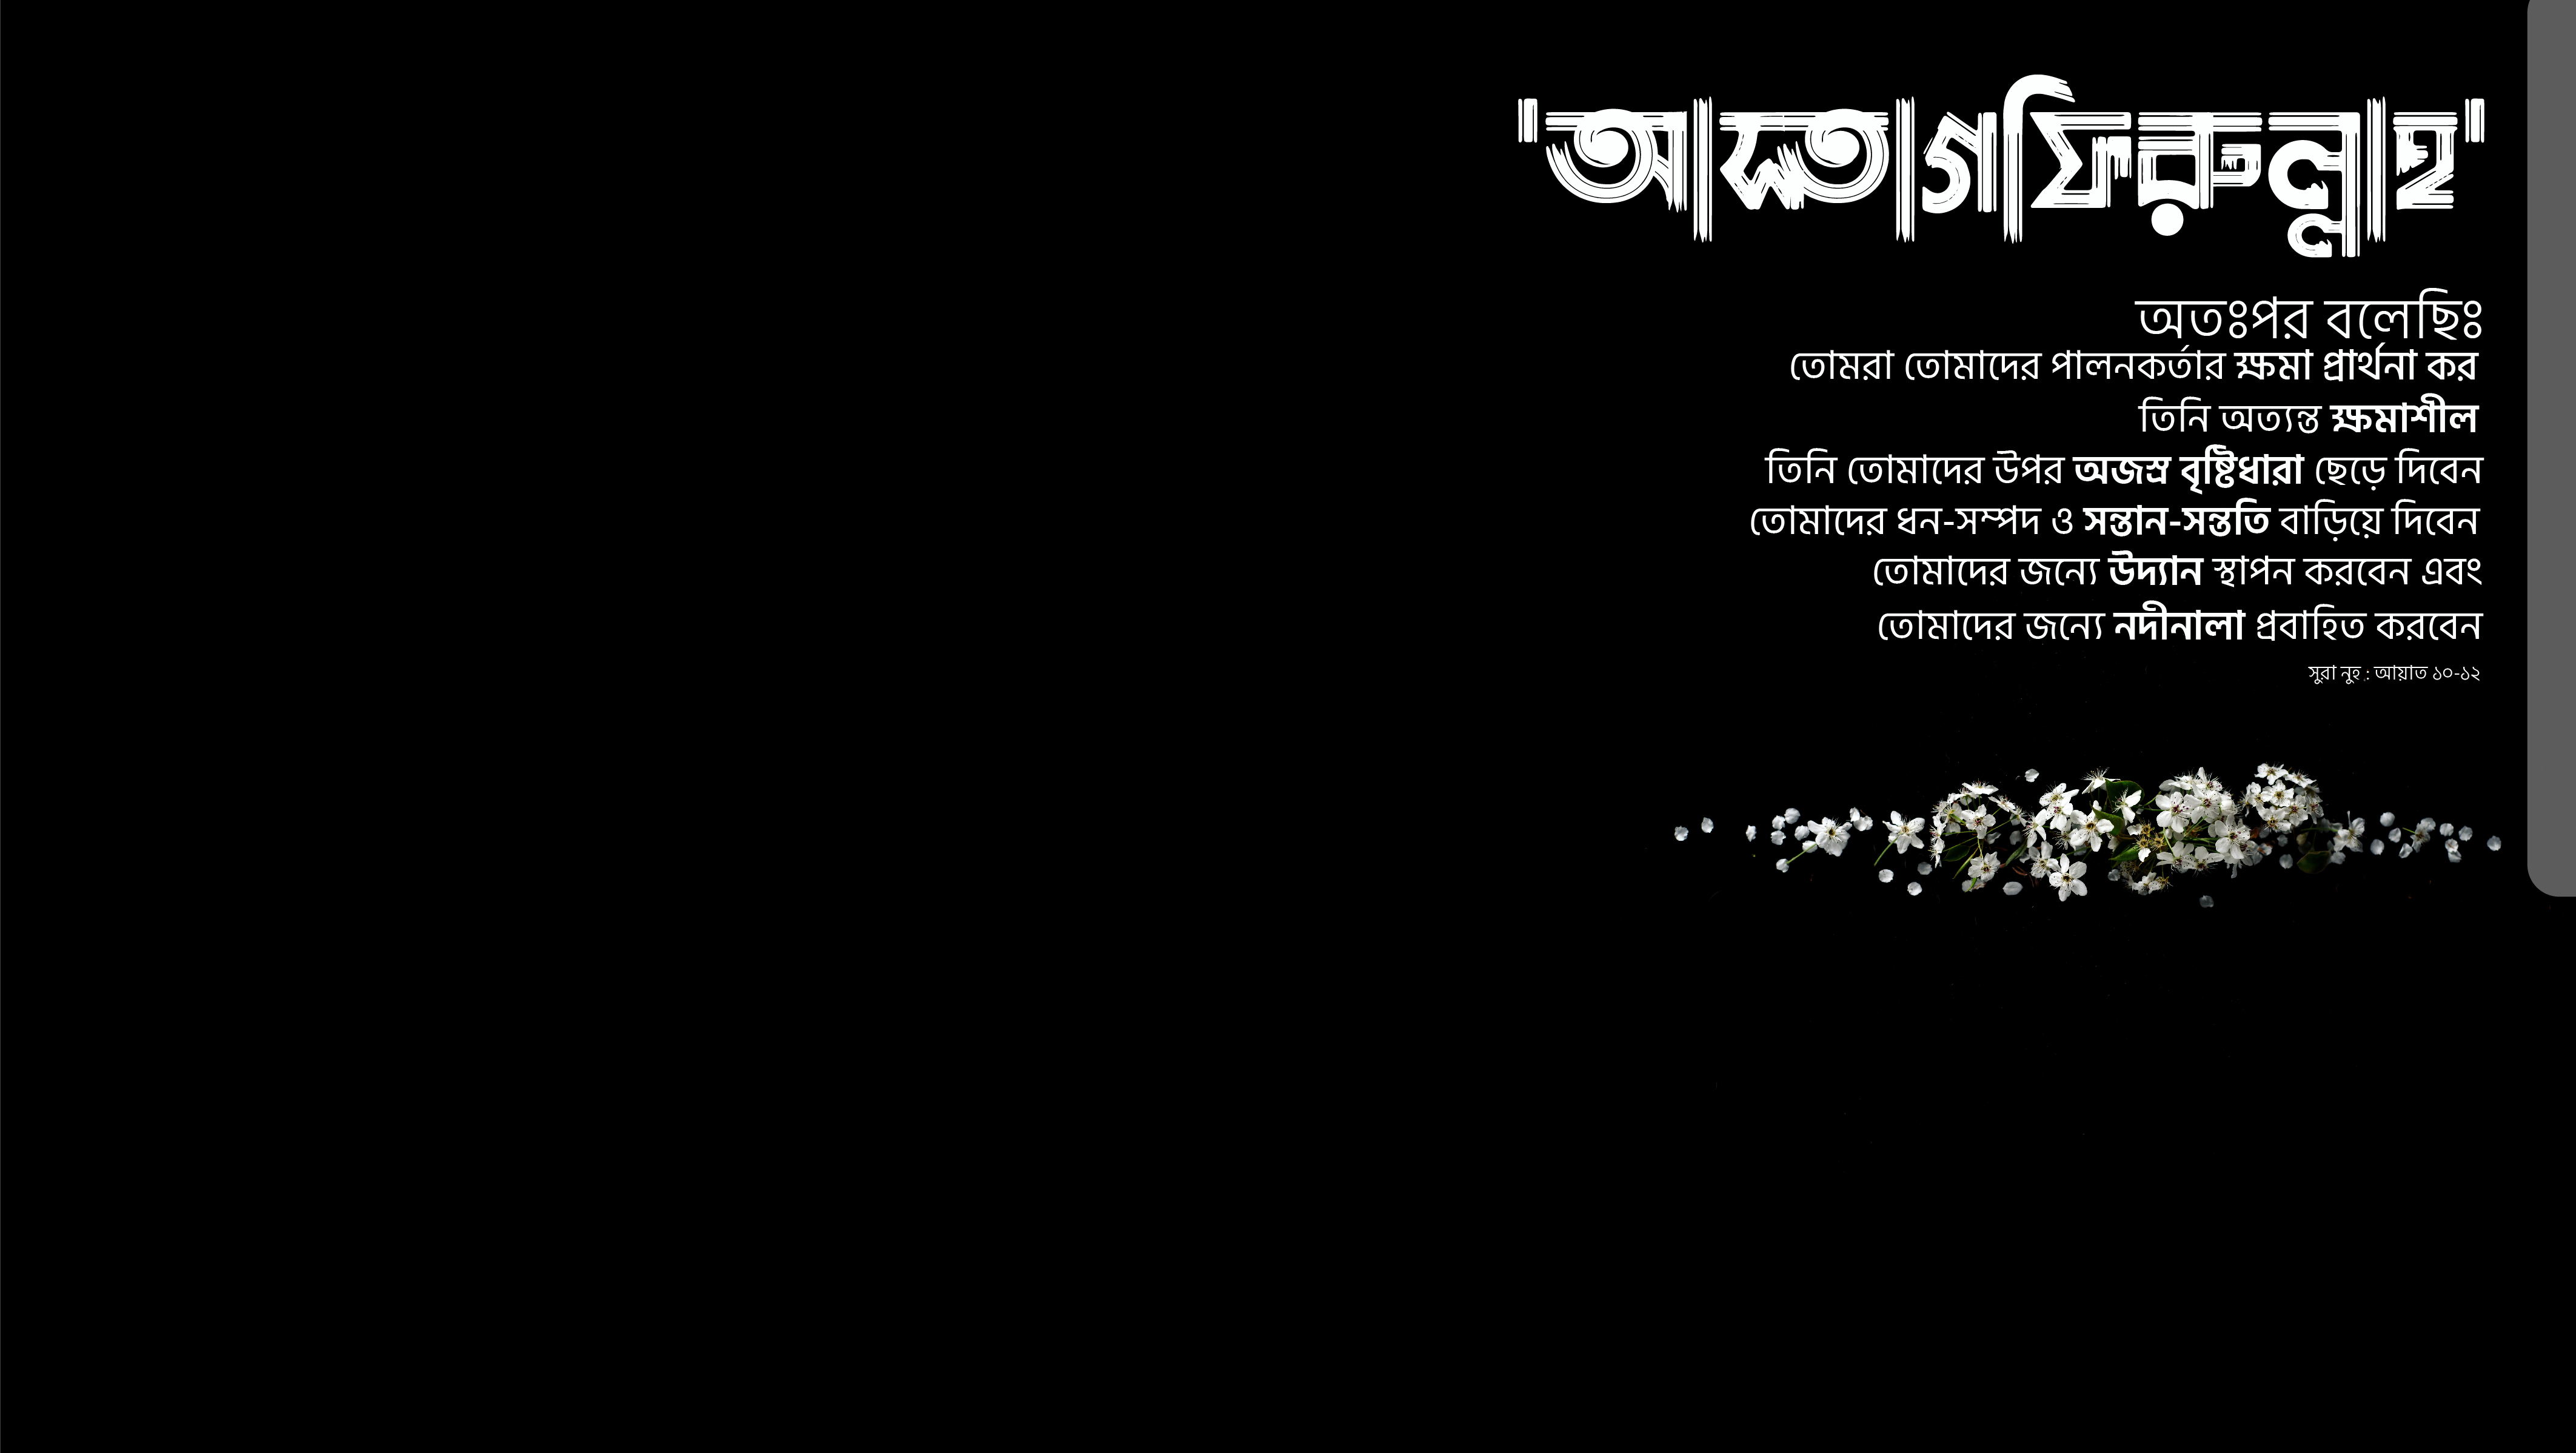 'আস্তাগফিরুল্লাহ'
অতঃপর বলেছিঃ
তোমরা তোমাদের পালনকর্তার ক্ষমা প্রার্থনা কর
তিনি অত্যন্ত ক্ষমাশীল
তিনি তোমাদের উপর অজস্র বৃষ্টিধারা ছেড়ে দিবেন
তোমাদের ধন-সম্পদ ও সন্তান-সন্ততি বাড়িয়ে দিবেন
তোমাদের জন্যে উদ্যান স্থাপন করবেন এবং
তোমাদের জন্যে নদীনালা প্রবাহিত করবেন
সুরা নুহ : আয়াত ১০-১২